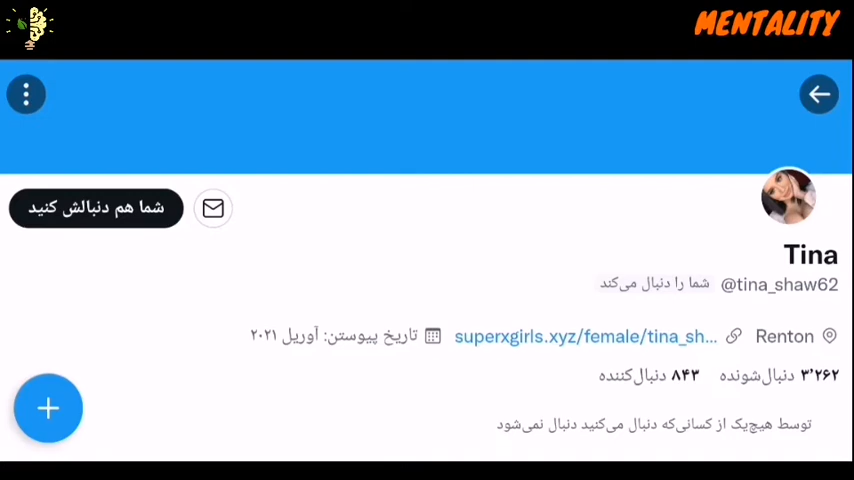 MENTALITY
شما هم دنبالش کنید
Tina
@tina_shaw62 شما را دنبال می‌کند
Renton superxgirls.xyz/female/tina_sh... تاریخ پیوستن: آوریل ۲۰۲۱
۳٬۲۶۲ دنبال‌شونده ۸۴۳ دنبال‌کننده
توسط هیچ‌یک از کسانی‌که دنبال می‌کنید دنبال نمی‌شود